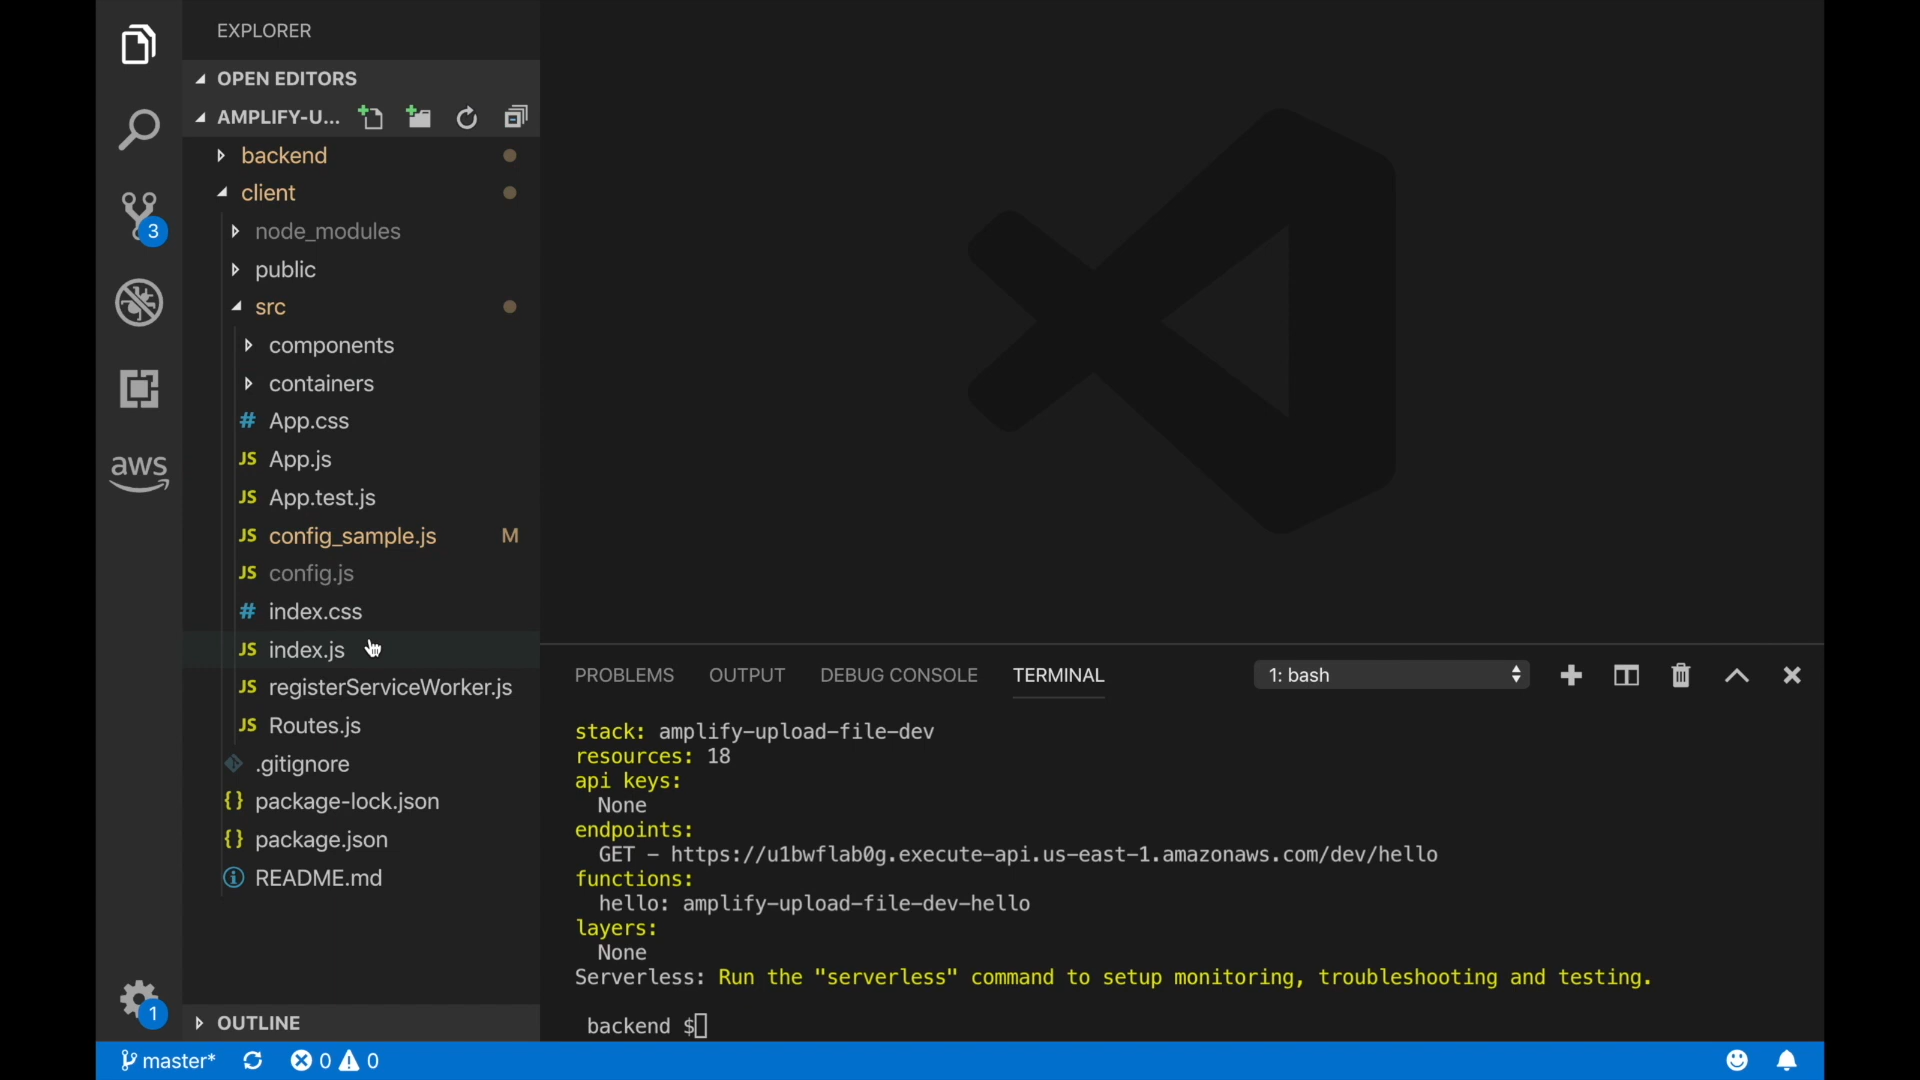 EXPLORER
OPEN EDITORS
AMPLIFY-U...
backend
client
node_modules
public
src
components
containers
# App.css
JS App.js
JS App.test.js
JS config_sample.js M
JS config.js
# index.css
JS index.js
JS registerServiceWorker.js
JS Routes.js
.gitignore
{} package-lock.json
{} package.json
README.md
OUTLINE
3
aws
1
PROBLEMS OUTPUT DEBUG CONSOLE TERMINAL 1: bash
stack: amplify-upload-file-dev
resources: 18
api keys:
None
endpoints:
GET - https://u1bwflab0g.execute-api.us-east-1.amazonaws.com/dev/hello
functions:
hello: amplify-upload-file-dev-hello
layers:
None
Serverless: Run the "serverless" command to setup monitoring, troubleshooting and testing.
backend $
master* 0 0